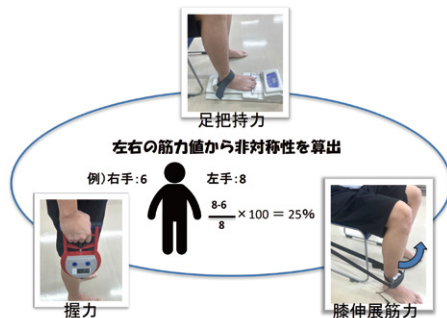 足把持力
左右の筋力値から非対称性を算出
例)右手:6
左手:8
8-6
8
×100 = 25%
握力
膝伸展筋力